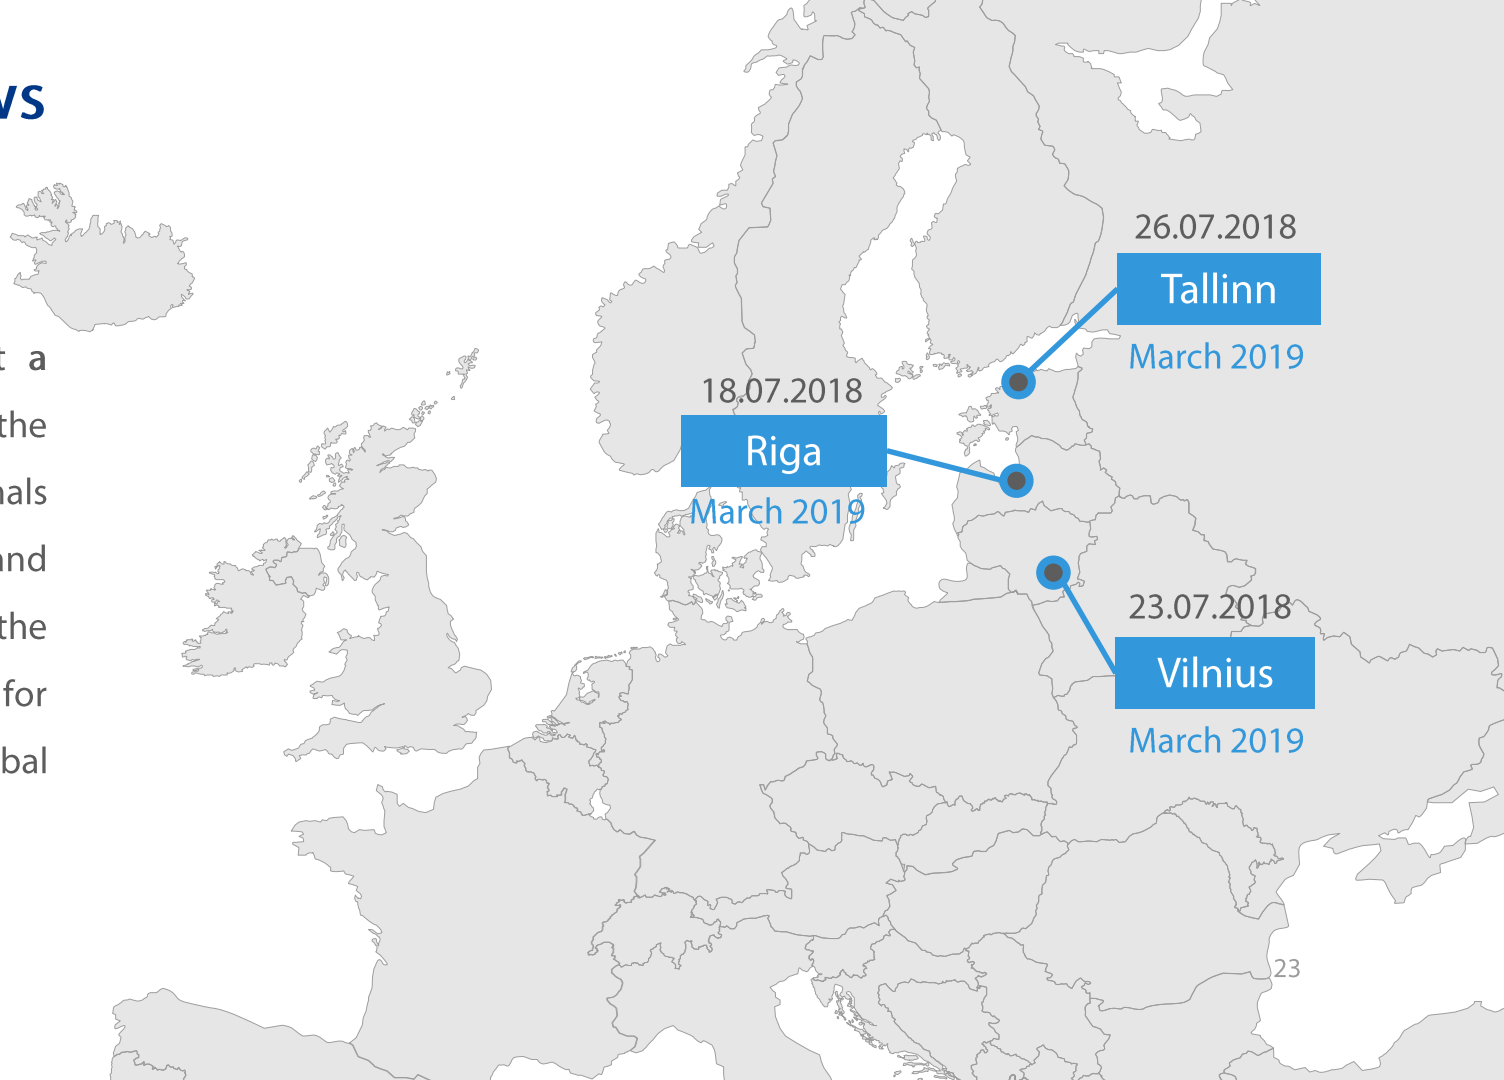 ws
t a
the
nals
and
the
for
bal
26.07.2018
Tallinn
March 2019
18.07.2018
Riga
March 2019
23.07.2018
Vilnius
March 2019
23